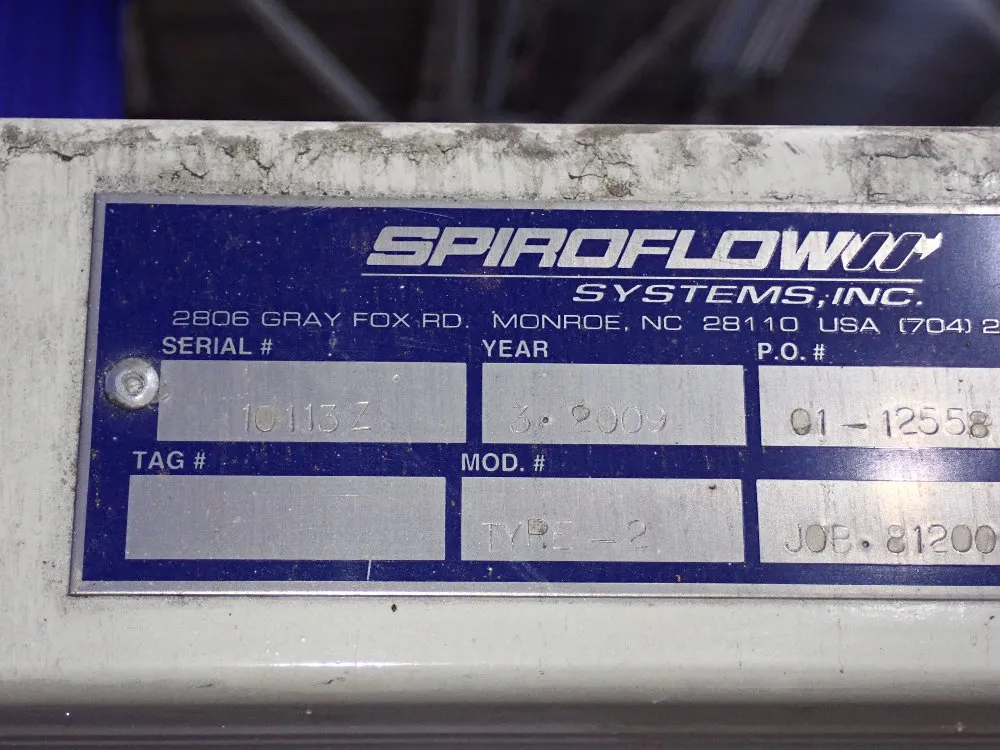 SPIROFLOW
SYSTEMS, INC.
2806 GRAY FOX RD. MONROE, NC 28110 USA (704) 2
SERIAL # YEAR P.O. #
10113Z 3. 2009 01-12558
TAG # MOD. #
TYPE-2 JOB. 81200